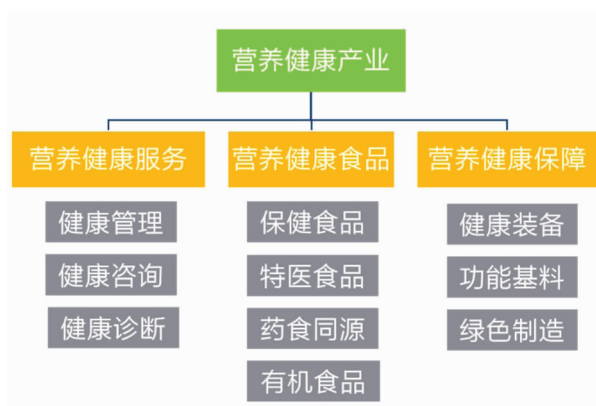 营养健康产业
营养健康服务
营养健康食品
营养健康保障
健康管理
保健食品
健康装备
健康咨询
特医食品
功能基料
健康诊断
药食同源
绿色制造
有机食品